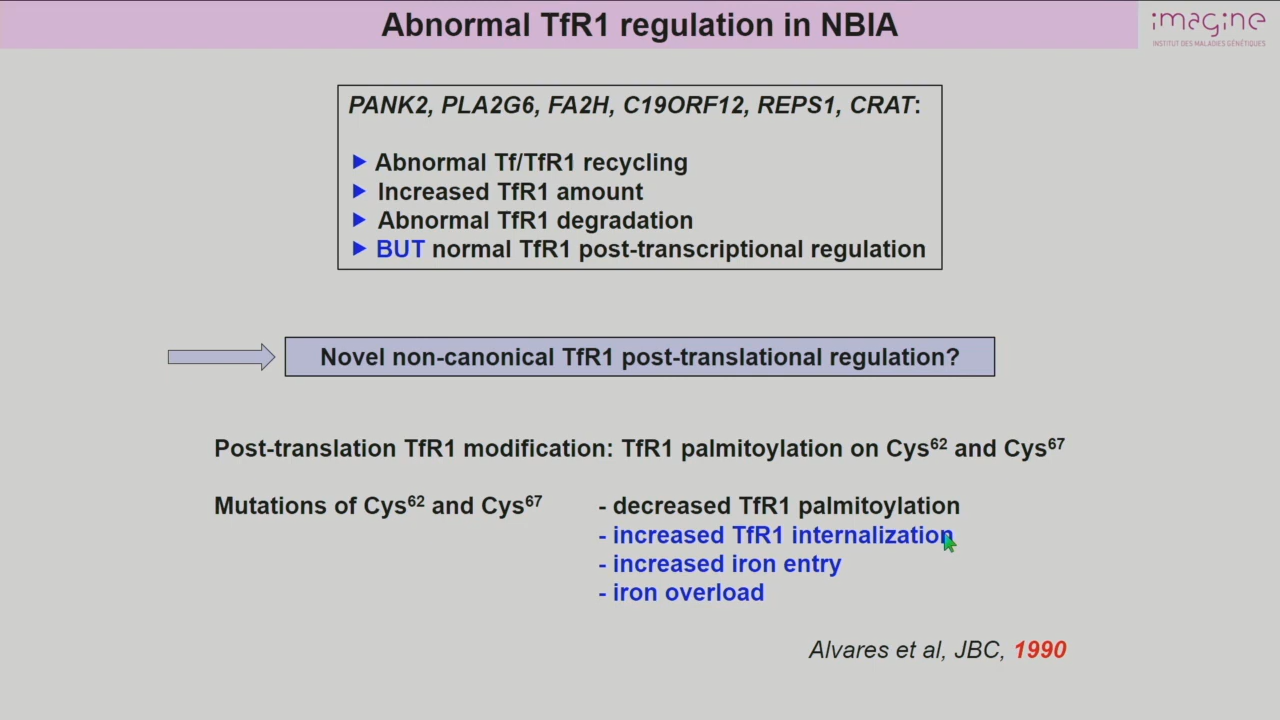 Abnormal TfR1 regulation in NBIA
imagine
INSTITUT DES MALADIES GÉNÉTIQUES
PANK2, PLA2G6, FA2H, C19ORF12, REPS1, CRAT:
Abnormal Tf/TfR1 recycling
Increased TfR1 amount
Abnormal TfR1 degradation
BUT normal TfR1 post-transcriptional regulation
Novel non-canonical TfR1 post-translational regulation?
Post-translation TfR1 modification: TfR1 palmitoylation on Cys⁶² and Cys⁶⁷
Mutations of Cys⁶² and Cys⁶⁷ - decreased TfR1 palmitoylation
- increased TfR1 internalization
- increased iron entry
- iron overload
Alvares et al, JBC, 1990